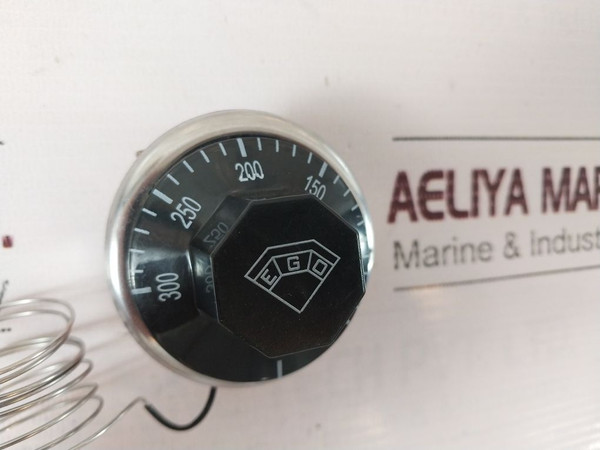 200
150
250
300
EGO
AELIYA MAR
Marine & Indust